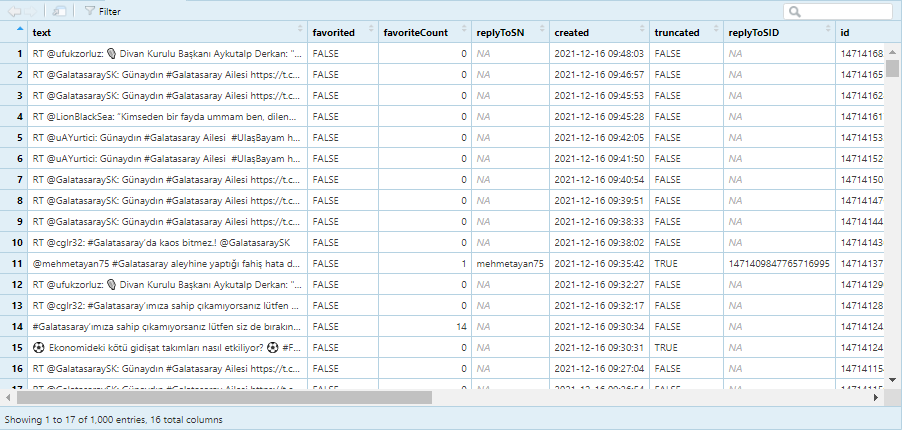 Filter
text favorited favoriteCount replyToSN created truncated replyToSID id
1 RT @ufukzorluz: 🗞 Divan Kurulu Başkanı Aykutalp Derkan: "... FALSE 0 NA 2021-12-16 09:48:03 FALSE NA 14714168
2 RT @GalatasaraySK: Günaydın #Galatasaray Ailesi https://t.c... FALSE 0 NA 2021-12-16 09:46:57 FALSE NA 14714165
3 RT @GalatasaraySK: Günaydın #Galatasaray Ailesi https://t.c... FALSE 0 NA 2021-12-16 09:45:53 FALSE NA 14714162
4 RT @LionBlackSea: "Kimseden bir fayda ummam ben, dilen... FALSE 0 NA 2021-12-16 09:45:28 FALSE NA 14714161
5 RT @uAYurtici: Günaydın #Galatasaray Ailesi #UlaşBayam h... FALSE 0 NA 2021-12-16 09:42:05 FALSE NA 14714153
6 RT @uAYurtici: Günaydın #Galatasaray Ailesi #UlaşBayam h... FALSE 0 NA 2021-12-16 09:41:50 FALSE NA 14714152
7 RT @GalatasaraySK: Günaydın #Galatasaray Ailesi https://t.c... FALSE 0 NA 2021-12-16 09:40:54 FALSE NA 14714150
8 RT @GalatasaraySK: Günaydın #Galatasaray Ailesi https://t.c... FALSE 0 NA 2021-12-16 09:39:51 FALSE NA 14714147
9 RT @GalatasaraySK: Günaydın #Galatasaray Ailesi https://t.c... FALSE 0 NA 2021-12-16 09:38:33 FALSE NA 14714144
10 RT @cglr32: #Galatasaray'da kaos bitmez.! @GalatasaraySK FALSE 0 NA 2021-12-16 09:38:02 FALSE NA 14714143
11 @mehmetayan75 #Galatasaray aleyhine yaptığı fahiş hata d... FALSE 1 mehmetayan75 2021-12-16 09:35:42 TRUE 1471409847765716995 14714137
12 RT @ufukzorluz: 🗞 Divan Kurulu Başkanı Aykutalp Derkan: "... FALSE 0 NA 2021-12-16 09:32:27 FALSE NA 14714129
13 RT @cglr32: #Galatasaray'ımıza sahip çıkamıyorsanız lütfen ... FALSE 0 NA 2021-12-16 09:32:17 FALSE NA 14714128
14 #Galatasaray'ımıza sahip çıkamıyorsanız lütfen siz de bırakın... FALSE 14 NA 2021-12-16 09:30:34 FALSE NA 14714124
15 ⚽ Ekonomideki kötü gidişat takımları nasıl etkiliyor? ⚽ #F... FALSE 0 NA 2021-12-16 09:30:31 TRUE NA 14714124
16 RT @GalatasaraySK: Günaydın #Galatasaray Ailesi https://t.c... FALSE 0 NA 2021-12-16 09:27:04 FALSE NA 14714115
17 RT @GalatasaraySK: Günaydın #Galatasaray Ailesi https://t.c... FALSE 0 NA 2021-12-16 FALSE NA
Showing 1 to 17 of 1,000 entries, 16 total columns